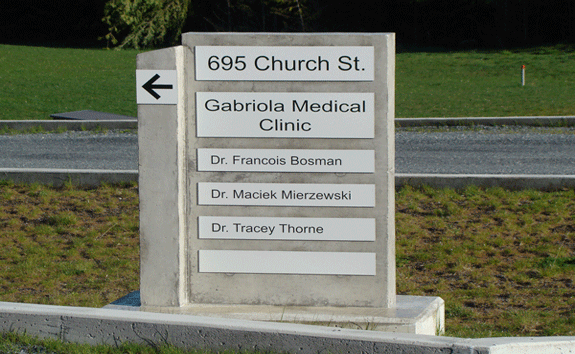 695 Church St.
Gabriola Medical
Clinic
Dr. Francois Bosman
Dr. Maciek Mierzewski
Dr. Tracey Thorne